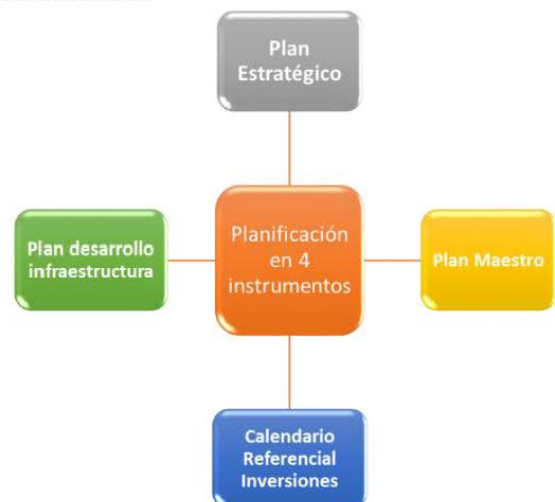 Plan
Estratégico
Plan desarrollo
infraestructura
Planificación
en 4
instrumentos
Plan Maestro
Calendario
Referencial
Inversiones